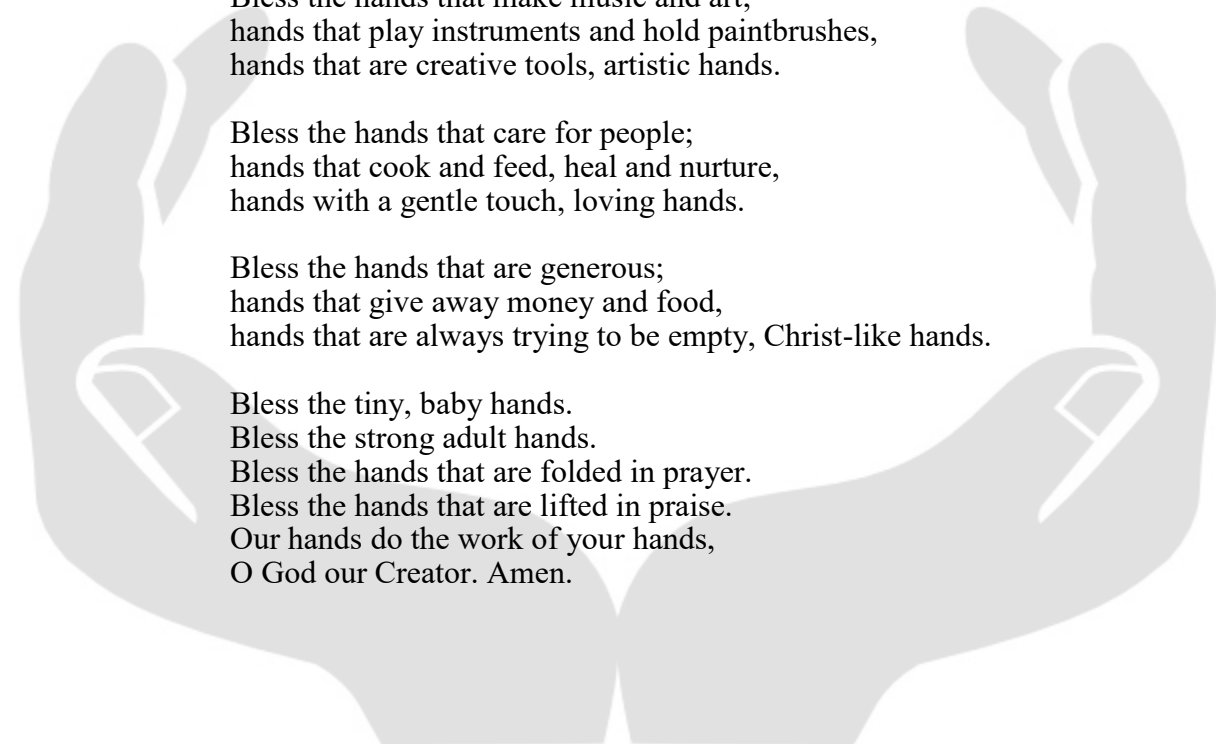 Bless the hands that make music and art,
hands that play instruments and hold paintbrushes,
hands that are creative tools, artistic hands.
Bless the hands that care for people;
hands that cook and feed, heal and nurture,
hands with a gentle touch, loving hands.
Bless the hands that are generous;
hands that give away money and food,
hands that are always trying to be empty, Christ-like hands.
Bless the tiny, baby hands.
Bless the strong adult hands.
Bless the hands that are folded in prayer.
Bless the hands that are lifted in praise.
Our hands do the work of your hands,
O God our Creator. Amen.